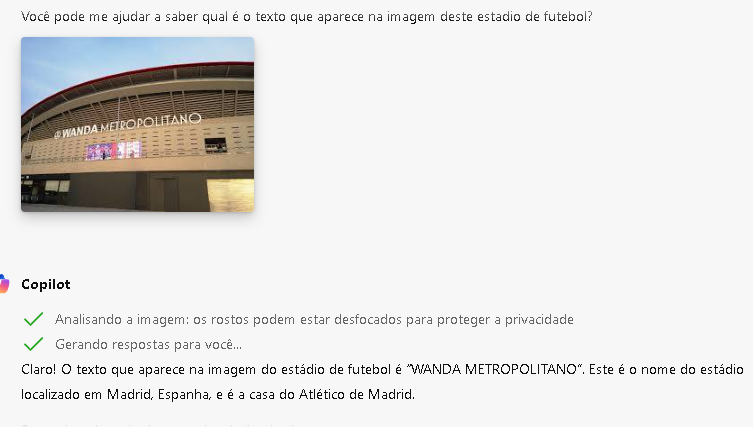 Você pode me ajudar a saber qual é o texto que aparece na imagem deste estadio de futebol?
WANDA METROPOLITANO
Copilot
Analisando a imagem: os rostos podem estar desfocados para proteger a privacidade
Gerando respostas para você...
Claro! O texto que aparece na imagem do estádio de futebol é “WANDA METROPOLITANO”. Este é o nome do estádio
localizado em Madrid, Espanha, e é a casa do Atlético de Madrid.